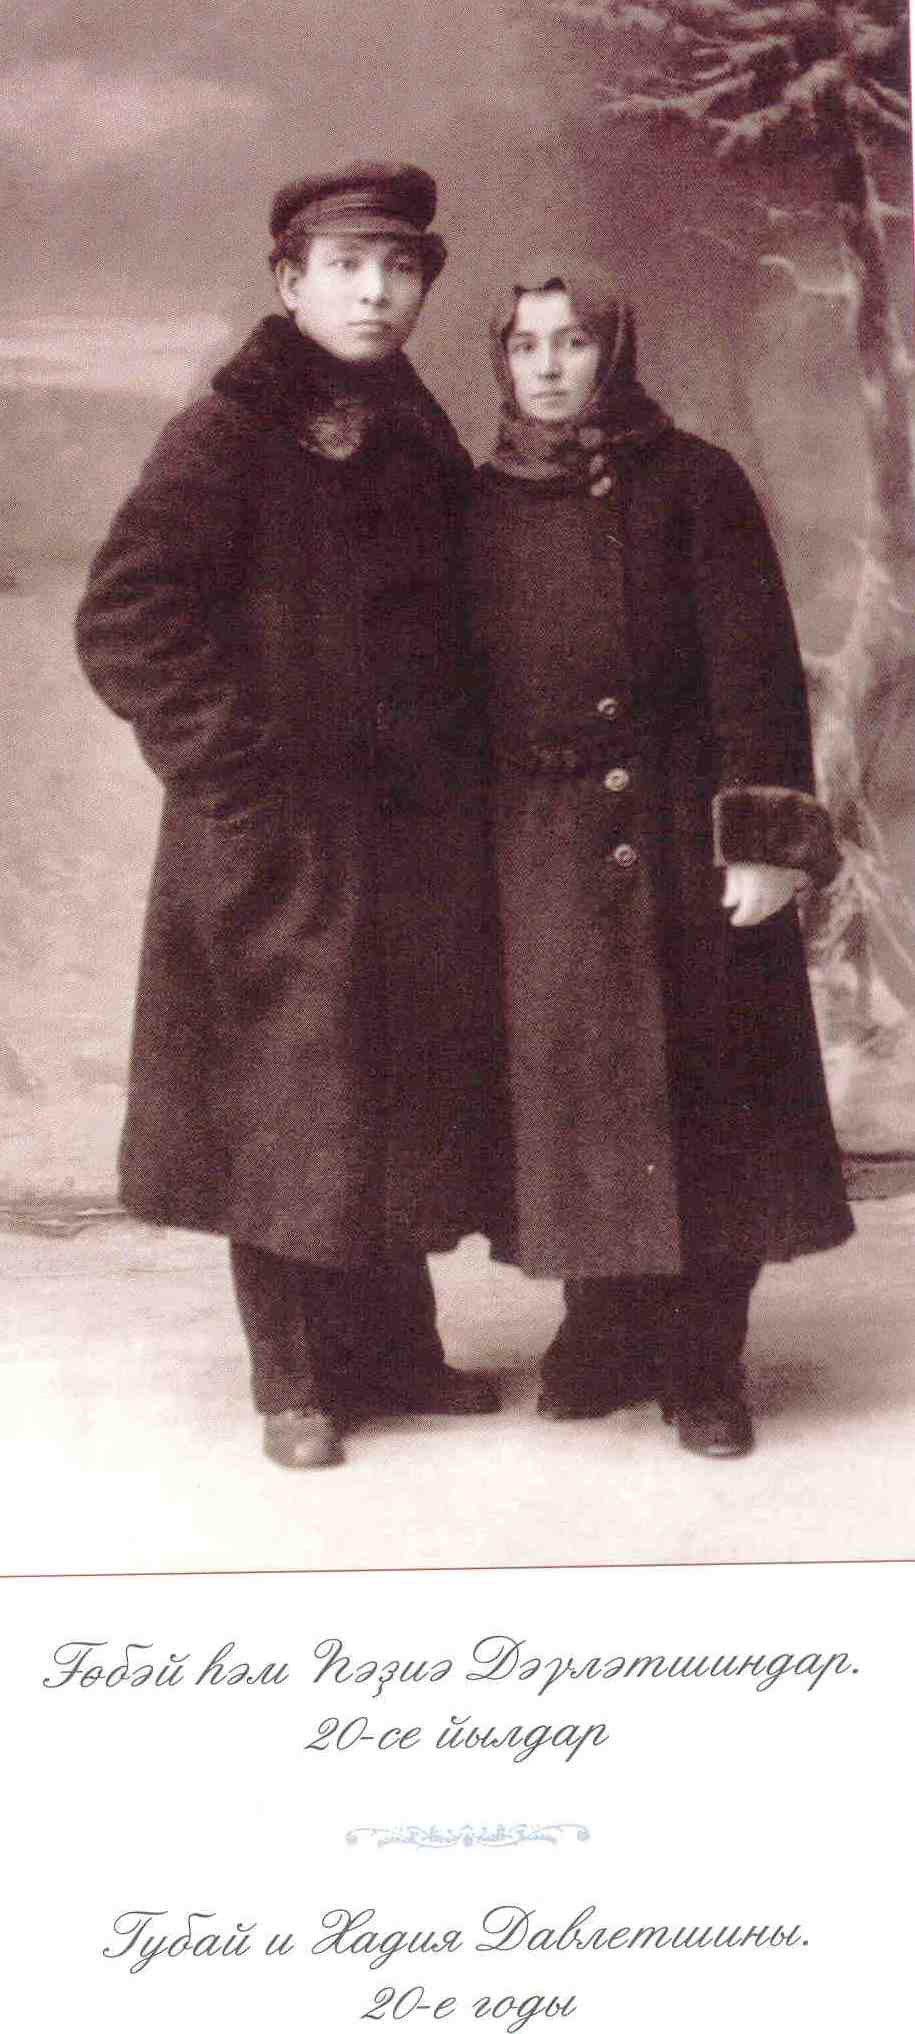 Ғөбәй һәм Һәҙиә Дәүләтшиндар.
20-се йылдар
Губай и Хадия Давлетшины.
20-е годы